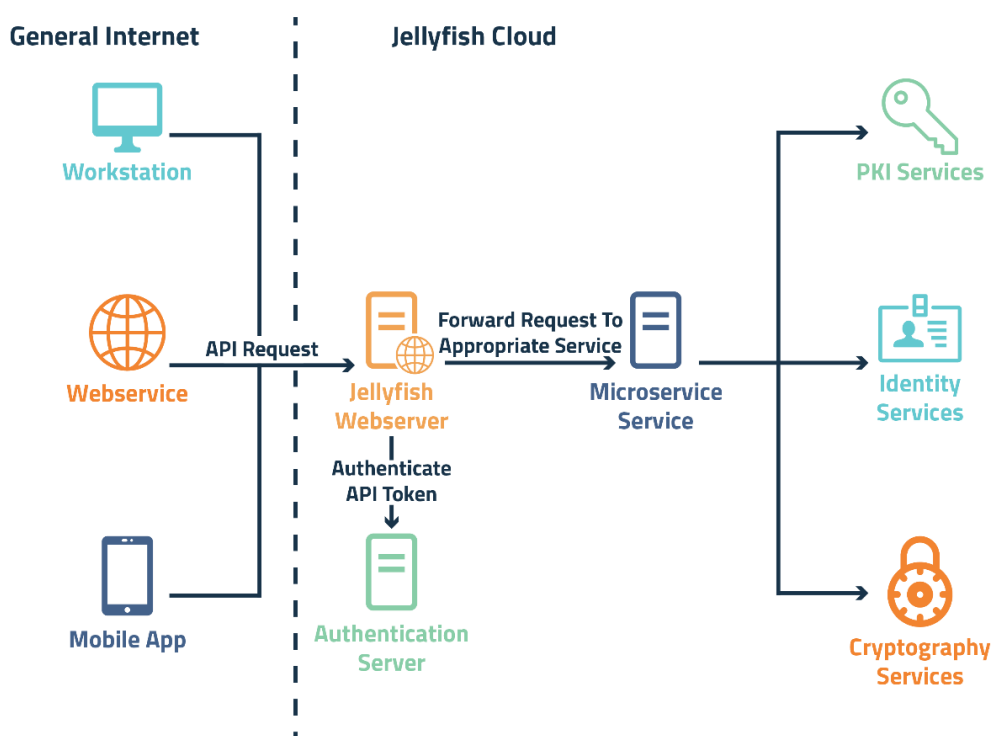 General Internet
Jellyfish Cloud
Workstation
PKI Services
Webservice
API Request
Jellyfish
Webserver
Forward Request To
Appropriate Service
Microservice
Service
Identity
Services
Authenticate
API Token
Mobile App
Authentication
Server
Cryptography
Services